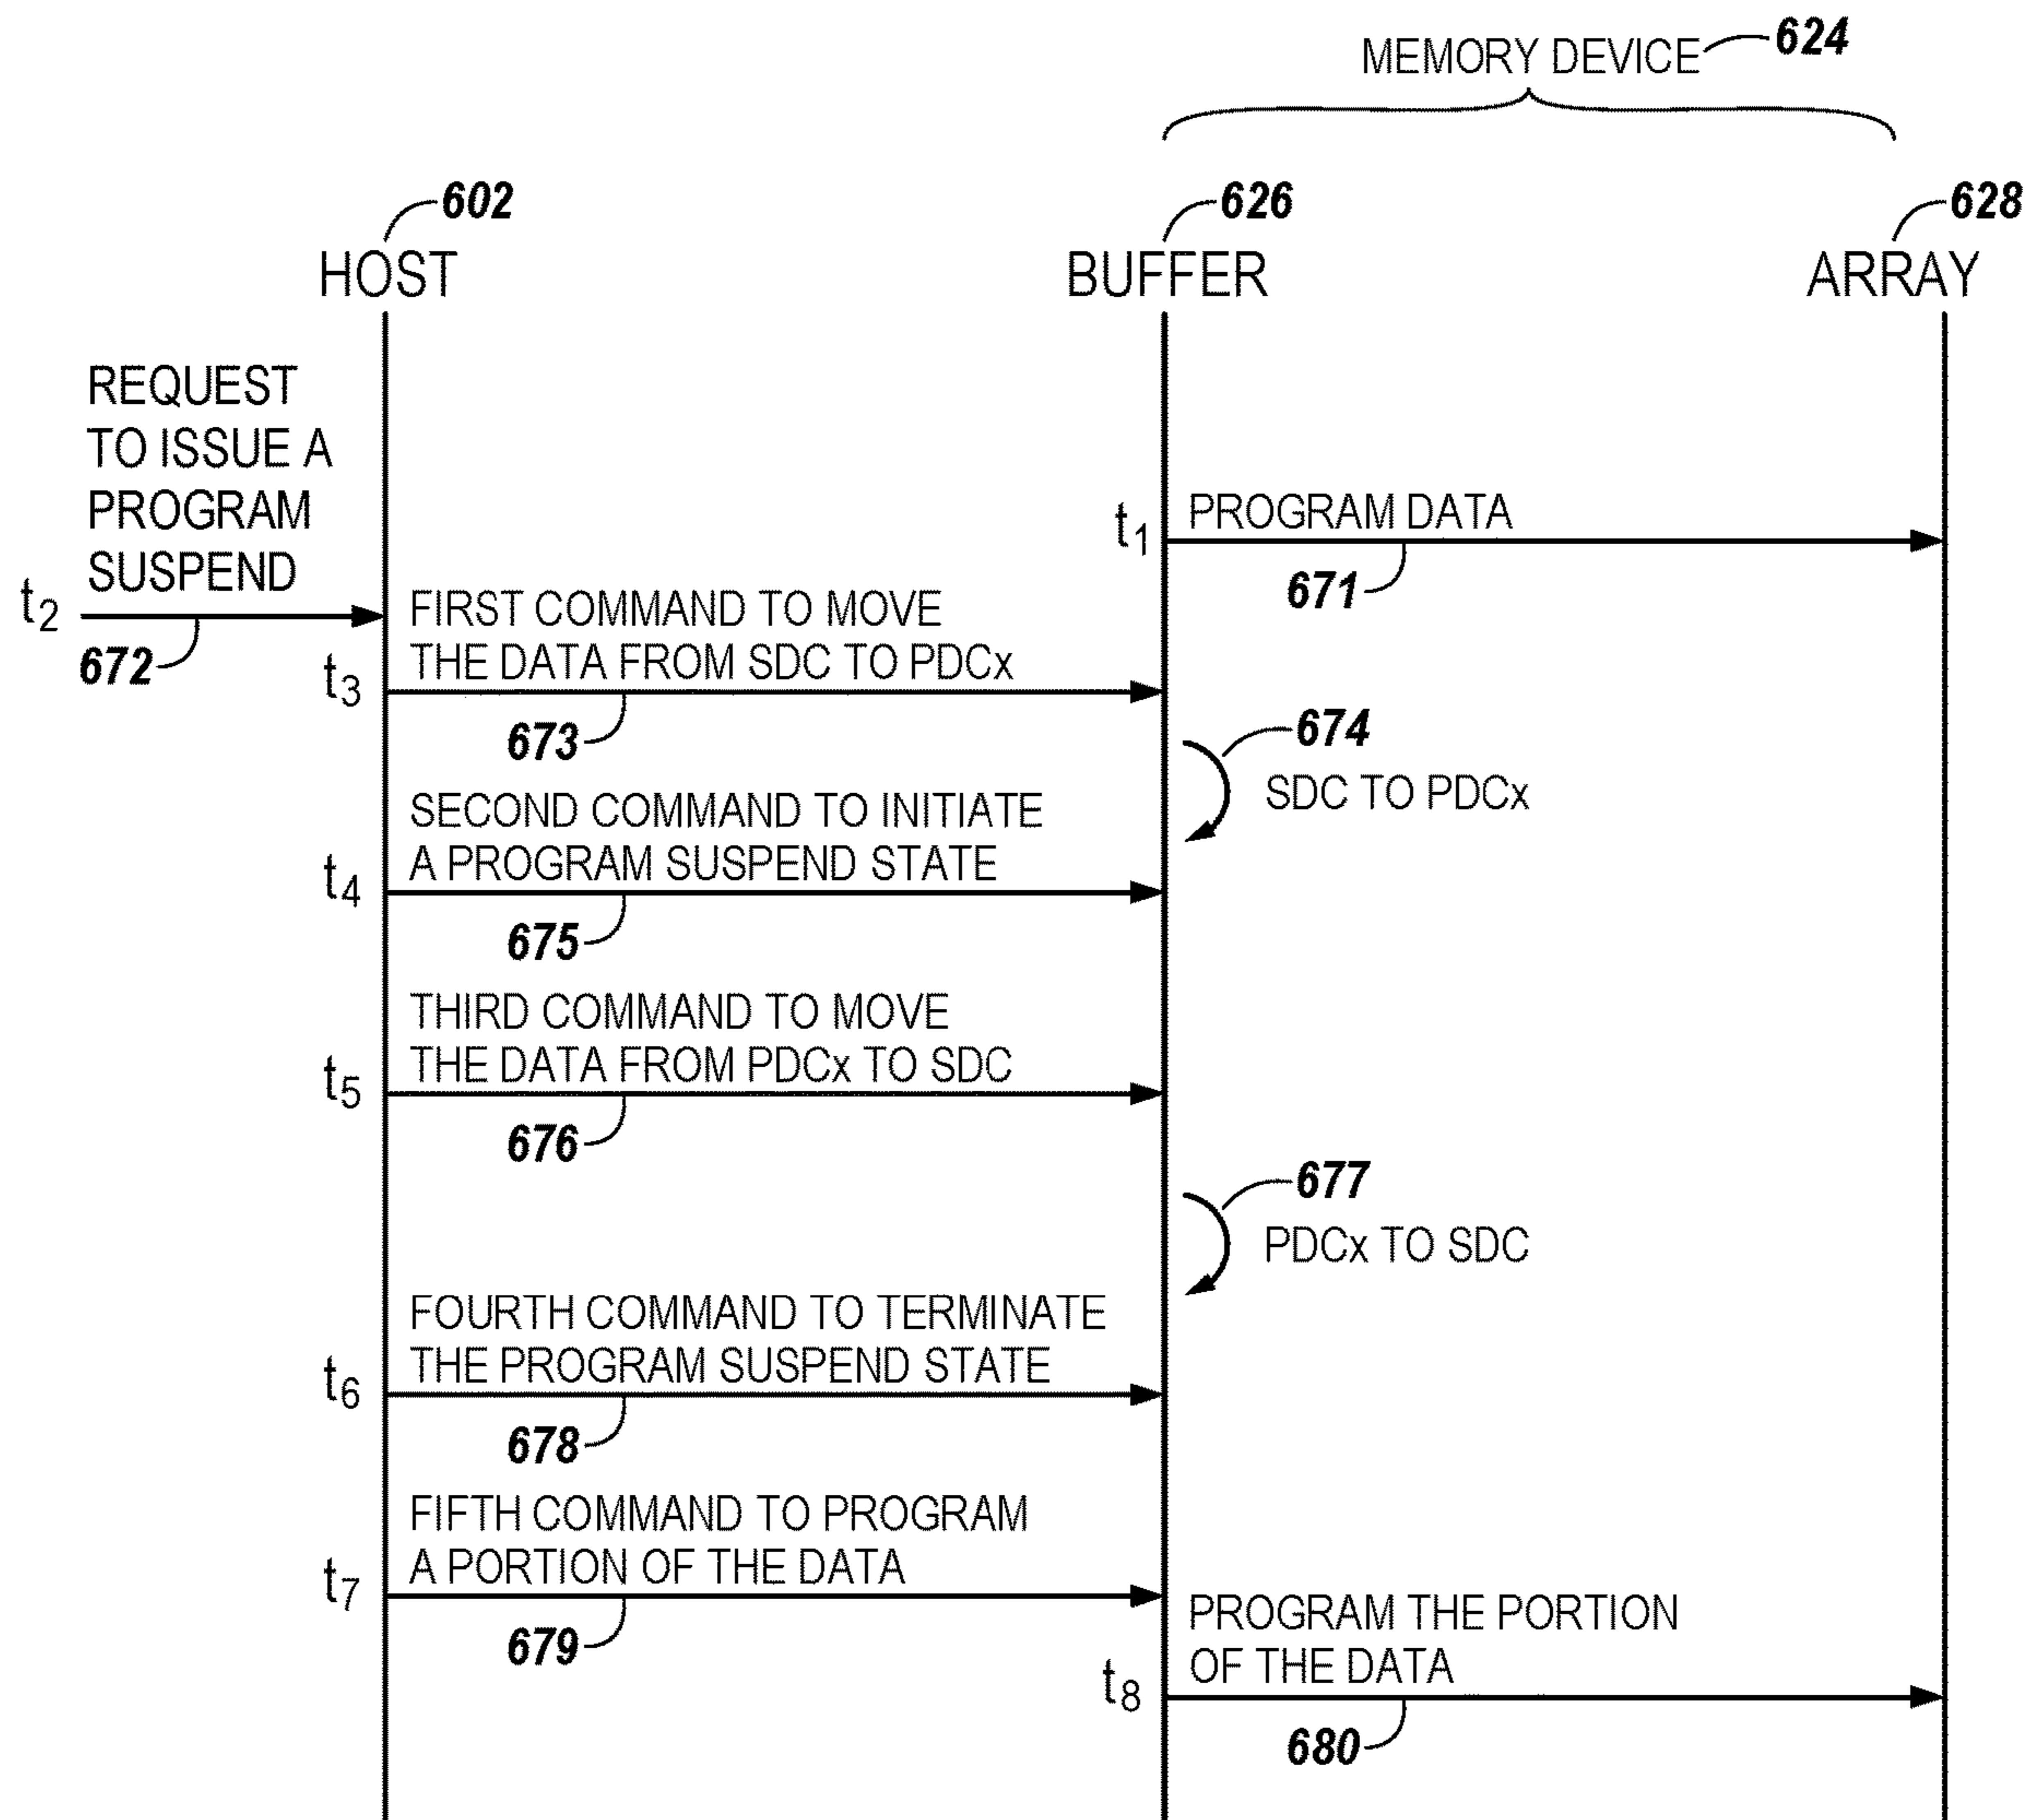 MEMORY DEVICE 624
602
626
628
HOST
BUFFER
ARRAY
REQUEST
TO ISSUE A
PROGRAM
SUSPEND
t2
672
t1
PROGRAM DATA
671
FIRST COMMAND TO MOVE
THE DATA FROM SDC TO PDCx
t3
673
674
SDC TO PDCx
SECOND COMMAND TO INITIATE
A PROGRAM SUSPEND STATE
t4
675
THIRD COMMAND TO MOVE
THE DATA FROM PDCx TO SDC
t5
676
677
PDCx TO SDC
FOURTH COMMAND TO TERMINATE
THE PROGRAM SUSPEND STATE
t6
678
FIFTH COMMAND TO PROGRAM
A PORTION OF THE DATA
t7
679
PROGRAM THE PORTION
OF THE DATA
t8
680